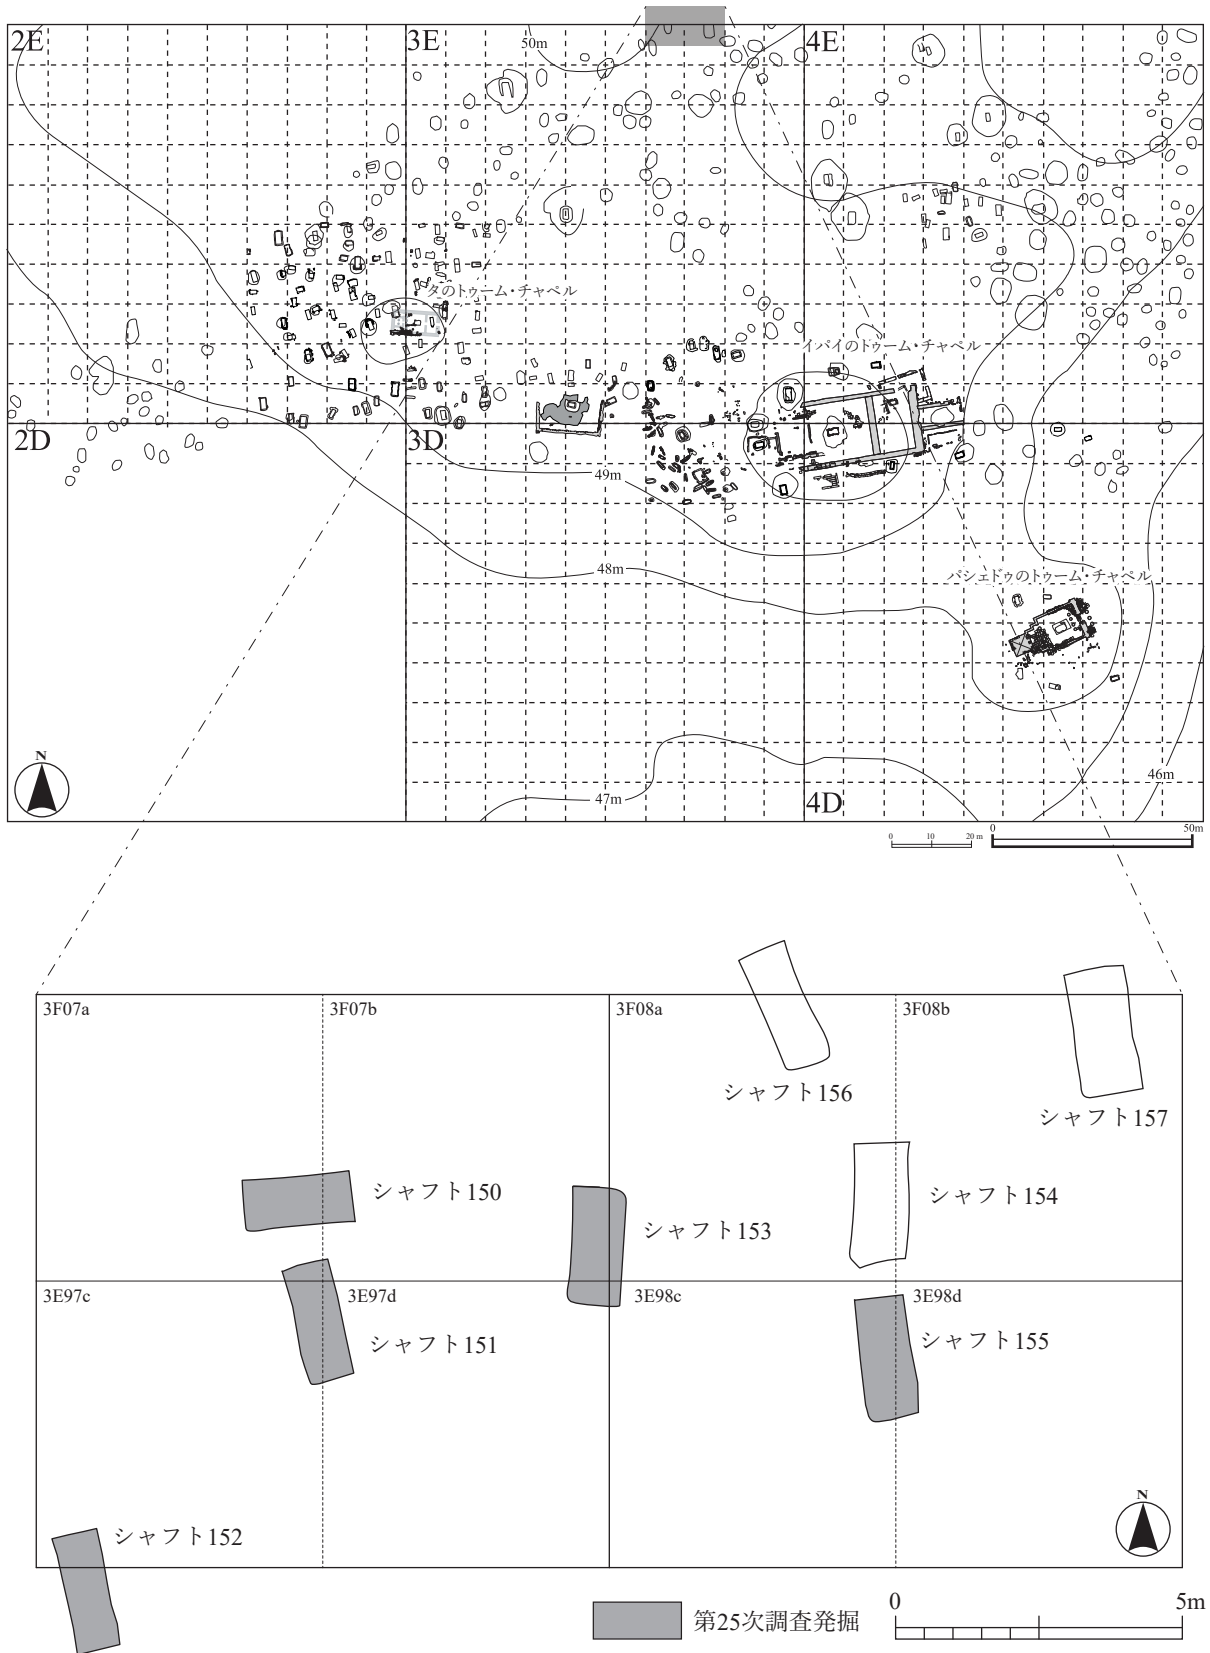 2E
3E
50m
4E
タのトゥーム・チャペル
イパイのトゥーム・チャペル
2D
3D
49m
48m
パシェドゥのトゥーム・チャペル
N
46m
47m
4D
0 10 20 m
0 50m
3F07a
3F07b
3F08a
3F08b
シャフト156
シャフト157
シャフト150
シャフト153
シャフト154
3E97c
3E97d
3E98c
3E98d
シャフト151
シャフト155
N
シャフト152
第25次調査発掘
0 5m